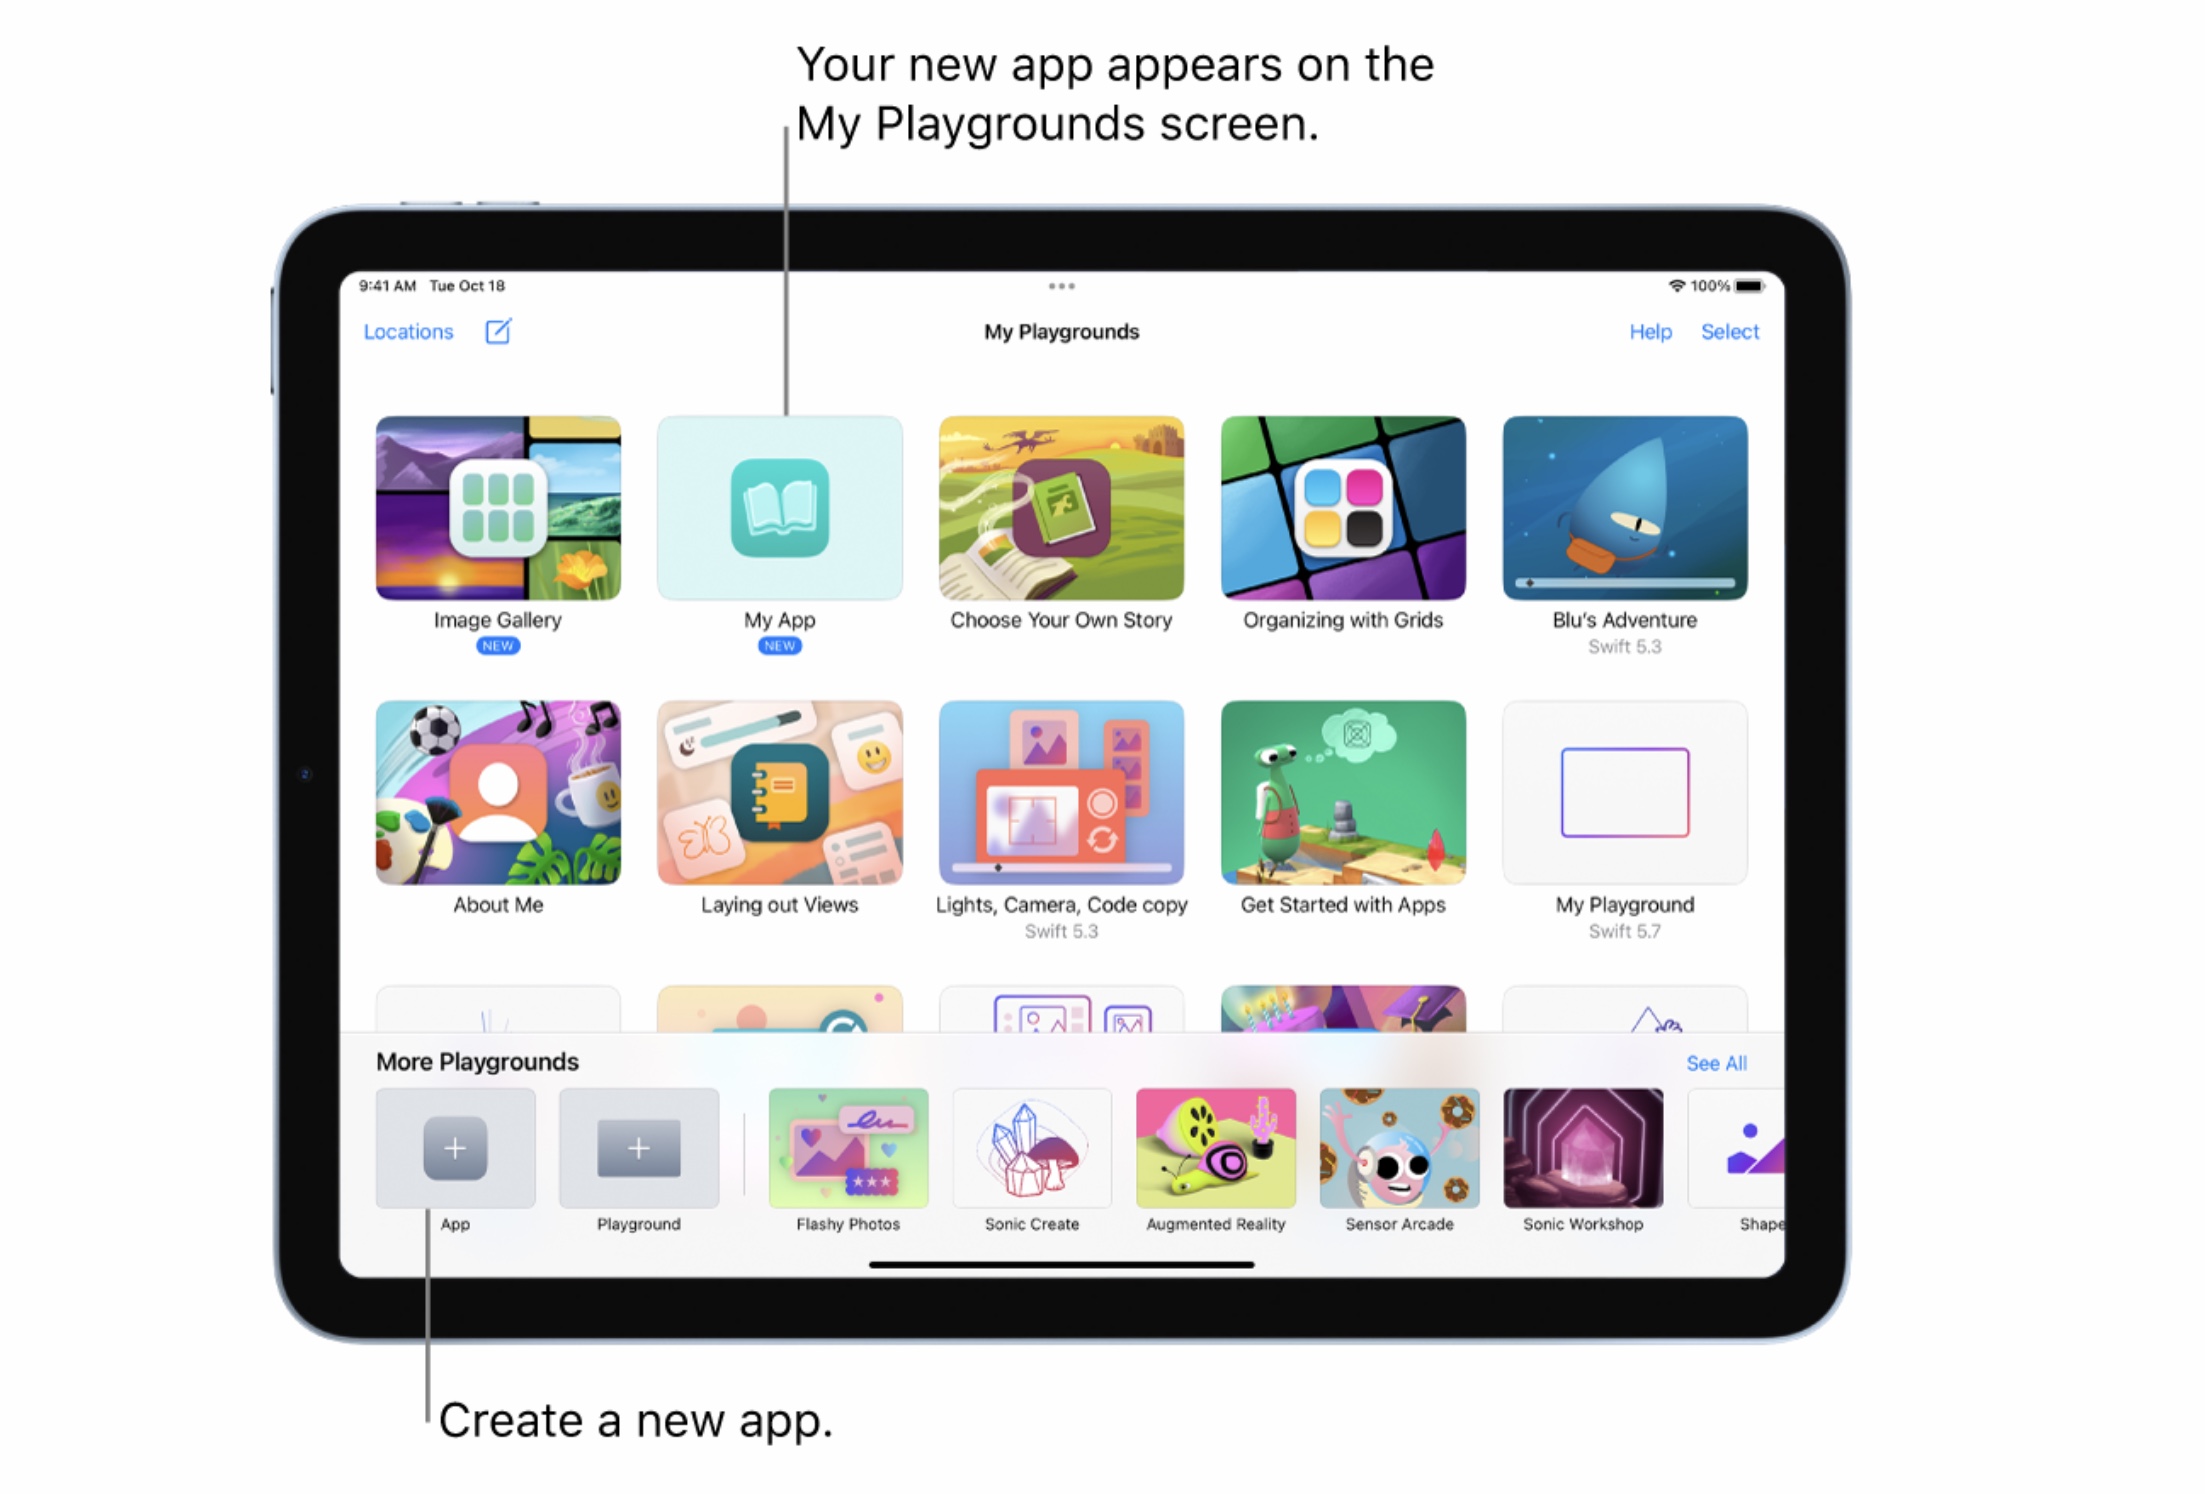 Your new app appears on the
My Playgrounds screen.
9:41 AM Tue Oct 18
100%
Locations
My Playgrounds
Help
Select
Image Gallery
NEW
My App
NEW
Choose Your Own Story
Organizing with Grids
Blu's Adventure
Swift 5.3
About Me
Laying out Views
Lights, Camera, Code copy
Swift 5.3
Get Started with Apps
My Playground
Swift 5.7
More Playgrounds
See All
App
Playground
Flashy Photos
Sonic Create
Augmented Reality
Sensor Arcade
Sonic Workshop
Shape
Create a new app.